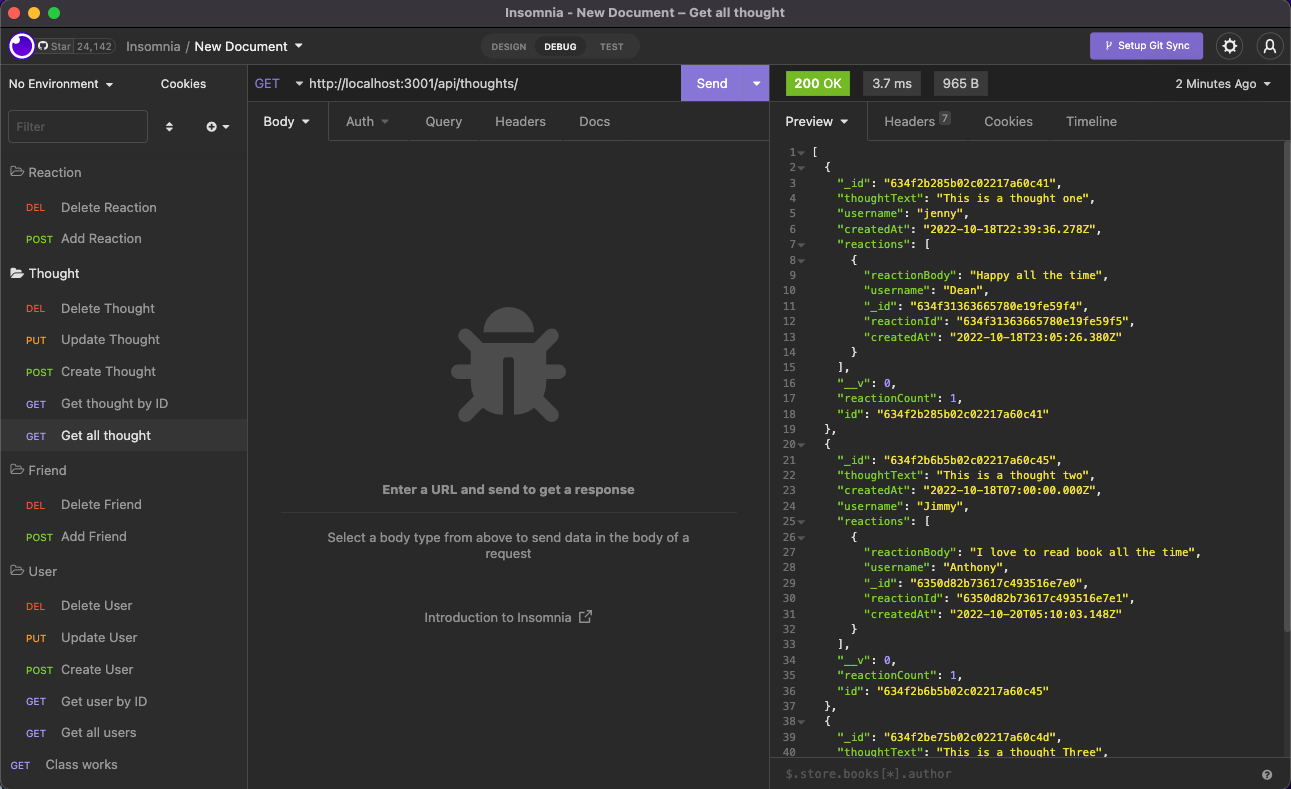 Insomnia - New Document – Get all thought
Star 24,142 Insomnia / New Document
DESIGN DEBUG TEST
Setup Git Sync
No Environment Cookies
Filter
Reaction
DEL Delete Reaction
POST Add Reaction
Thought
DEL Delete Thought
PUT Update Thought
POST Create Thought
GET Get thought by ID
GET Get all thought
Friend
DEL Delete Friend
POST Add Friend
User
DEL Delete User
PUT Update User
POST Create User
GET Get user by ID
GET Get all users
GET Class works
GET http://localhost:3001/api/thoughts/ Send
Body Auth Query Headers Docs
Enter a URL and send to get a response
Select a body type from above to send data in the body of a
request
Introduction to Insomnia
200 OK 3.7 ms 965 B 2 Minutes Ago
Preview Headers 7 Cookies Timeline
1 [
2 {
3 "_id": "634f2b285b02c02217a60c41",
4 "thoughtText": "This is a thought one",
5 "username": "jenny",
6 "createdAt": "2022-10-18T22:39:36.278Z",
7 "reactions": [
8 {
9 "reactionBody": "Happy all the time",
10 "username": "Dean",
11 "_id": "634f31363665780e19fe59f4",
12 "reactionId": "634f31363665780e19fe59f5",
13 "createdAt": "2022-10-18T23:05:26.380Z"
14 }
15 ],
16 "__v": 0,
17 "reactionCount": 1,
18 "id": "634f2b285b02c02217a60c41"
19 },
20 {
21 "_id": "634f2b6b5b02c02217a60c45",
22 "thoughtText": "This is a thought two",
23 "createdAt": "2022-10-18T07:00:00.000Z",
24 "username": "Jimmy",
25 "reactions": [
26 {
27 "reactionBody": "I love to read book all the time",
28 "username": "Anthony",
29 "_id": "6350d82b73617c493516e7e0",
30 "reactionId": "6350d82b73617c493516e7e1",
31 "createdAt": "2022-10-20T05:10:03.148Z"
32 }
33 ],
34 "__v": 0,
35 "reactionCount": 1,
36 "id": "634f2b6b5b02c02217a60c45"
37 },
38 {
39 "_id": "634f2be75b02c02217a60c4d",
40 "thoughtText": "This is a thought Three",
$.store.books[*].author